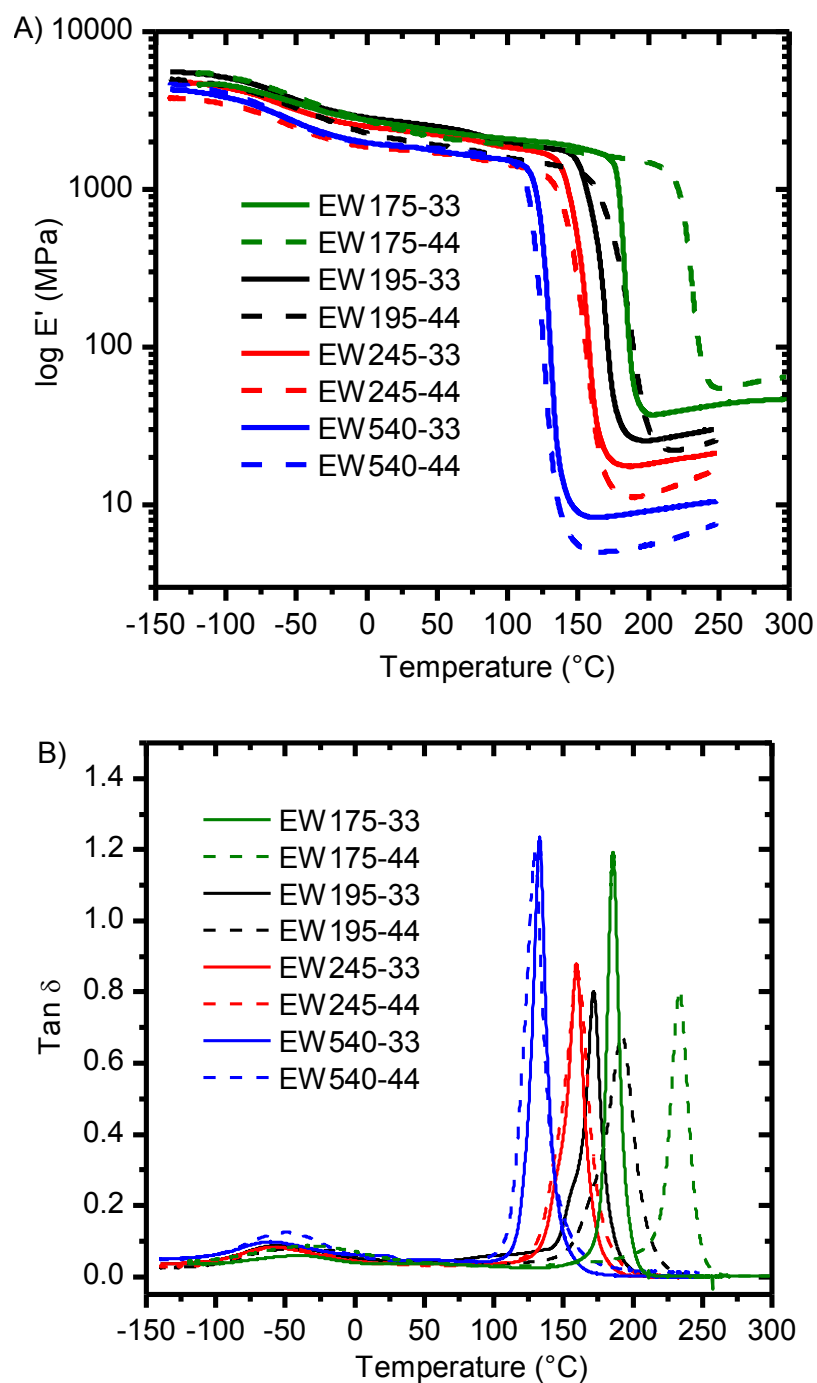 A)
10000
1000
100
10
log E' (MPa)
EW175-33
EW175-44
EW195-33
EW195-44
EW245-33
EW245-44
EW540-33
EW540-44
-150 -100 -50 0 50 100 150 200 250 300
Temperature (°C)
B)
1.4
1.2
1.0
0.8
0.6
0.4
0.2
0.0
Tan δ
EW175-33
EW175-44
EW195-33
EW195-44
EW245-33
EW245-44
EW540-33
EW540-44
-150 -100 -50 0 50 100 150 200 250 300
Temperature (°C)